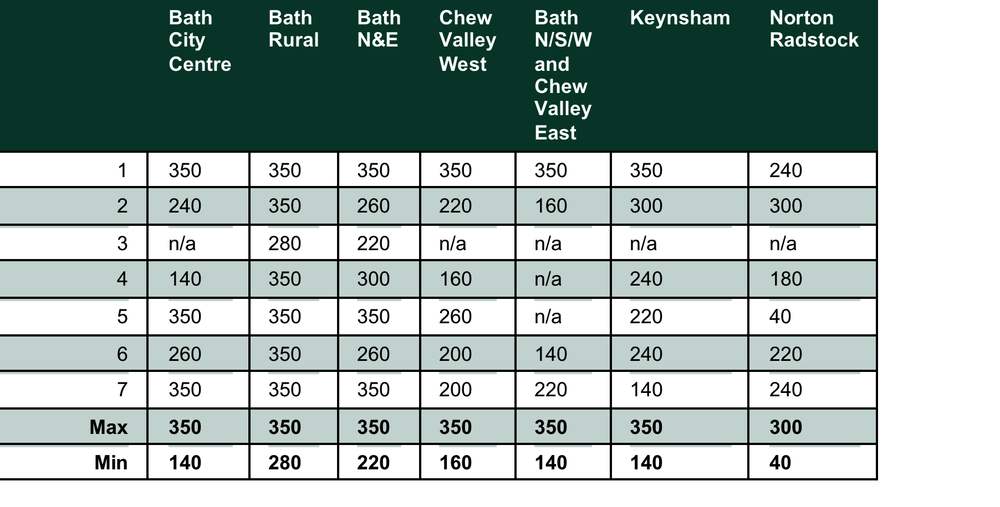 Bath City Centre Bath Rural Bath N&E Chew Valley West Bath N/S/W and Chew Valley East Keynsham Norton Radstock
1 350 350 350 350 350 350 240
2 240 350 260 220 160 300 300
3 n/a 280 220 n/a n/a n/a n/a
4 140 350 300 160 n/a 240 180
5 350 350 350 260 n/a 220 40
6 260 350 260 200 140 240 220
7 350 350 350 200 220 140 240
Max 350 350 350 350 350 350 300
Min 140 280 220 160 140 140 40